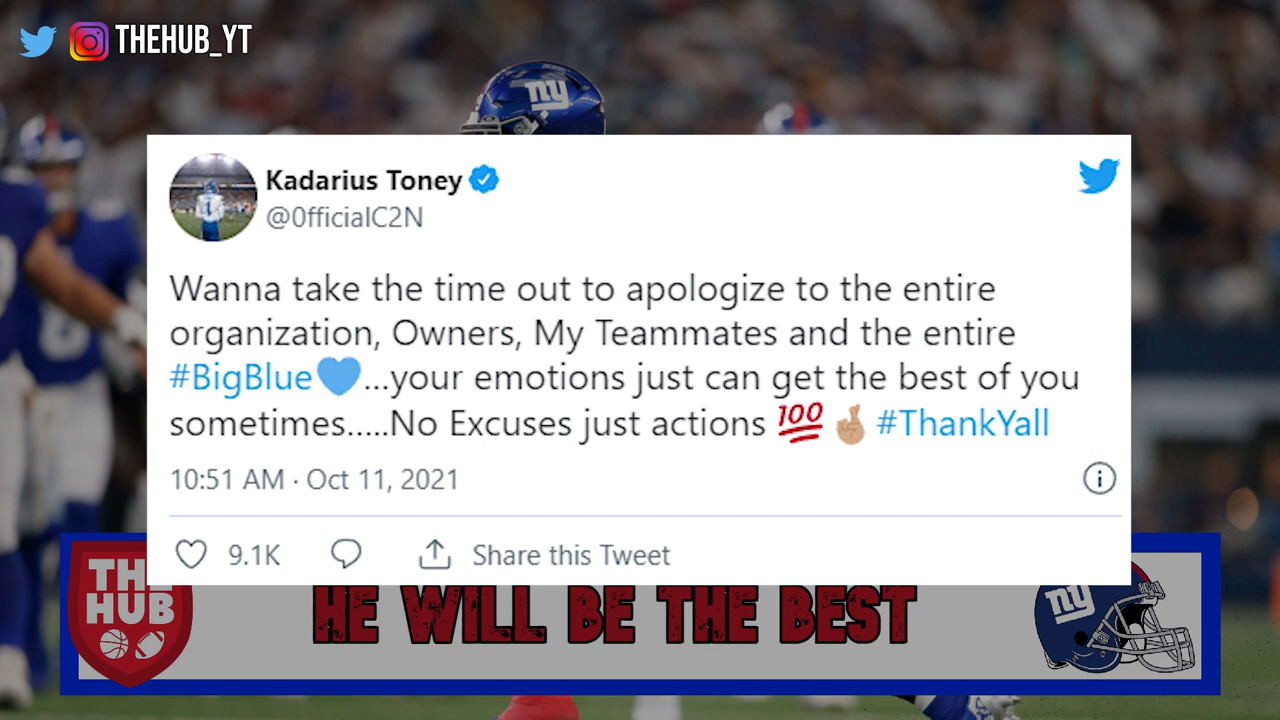 THEHUB_YT
ny
Kadarius Toney
@0fficialC2N
Wanna take the time out to apologize to the entire
organization, Owners, My Teammates and the entire
#BigBlue💙...your emotions just can get the best of you
sometimes.....No Excuses just actions 💯🤞🏽 #ThankYall
10:51 AM · Oct 11, 2021
9.1K
Share this Tweet
THE
HUB
HE WILL BE THE BEST
ny